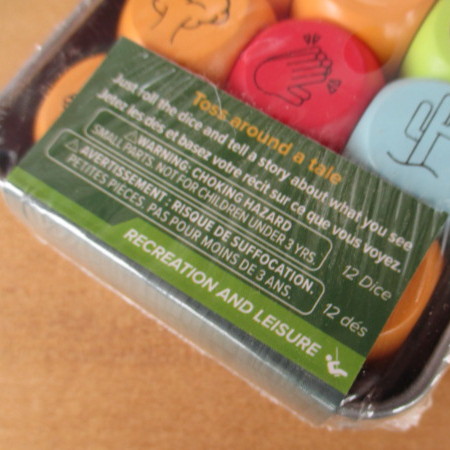 Toss around a tale
Just roll the dice and tell a story about what you see
Jetez les des et basez votre récit sur ce que vous voyez.
⚠WARNING: CHOKING HAZARD
SMALL PARTS. NOT FOR CHILDREN UNDER 3 YRS.
12 Dice
⚠AVERTISSEMENT : RISQUE DE SUFFOCATION.
PETITES PIECES. PAS POUR MOINS DE 3 ANS.
12 dés
RECREATION AND LEISURE